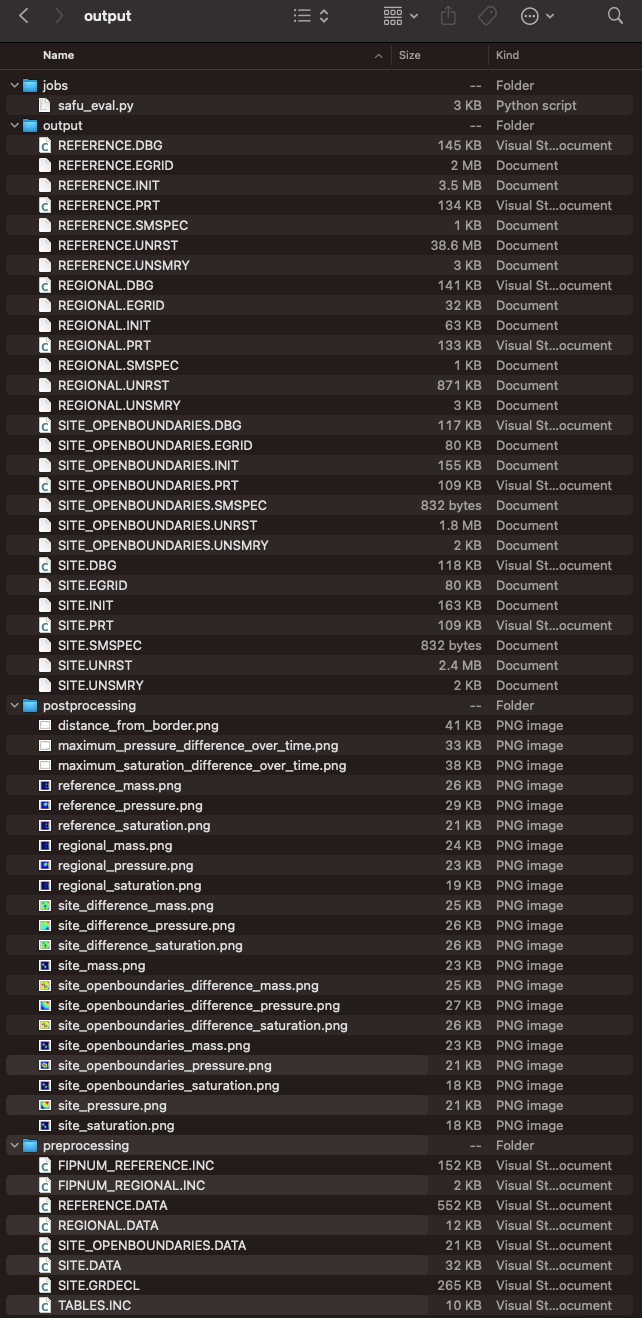 output
Name Size Kind
jobs -- Folder
safu_eval.py 3 KB Python script
output -- Folder
REFERENCE.DBG 145 KB Visual St...ocument
REFERENCE.EGRID 2 MB Document
REFERENCE.INIT 3.5 MB Document
REFERENCE.PRT 134 KB Visual St...ocument
REFERENCE.SMSPEC 1 KB Document
REFERENCE.UNRST 38.6 MB Document
REFERENCE.UNSMRY 3 KB Document
REGIONAL.DBG 141 KB Visual St...ocument
REGIONAL.EGRID 32 KB Document
REGIONAL.INIT 63 KB Document
REGIONAL.PRT 133 KB Visual St...ocument
REGIONAL.SMSPEC 1 KB Document
REGIONAL.UNRST 871 KB Document
REGIONAL.UNSMRY 3 KB Document
SITE_OPENBOUNDARIES.DBG 117 KB Visual St...ocument
SITE_OPENBOUNDARIES.EGRID 80 KB Document
SITE_OPENBOUNDARIES.INIT 155 KB Document
SITE_OPENBOUNDARIES.PRT 109 KB Visual St...ocument
SITE_OPENBOUNDARIES.SMSPEC 832 bytes Document
SITE_OPENBOUNDARIES.UNRST 1.8 MB Document
SITE_OPENBOUNDARIES.UNSMRY 2 KB Document
SITE.DBG 118 KB Visual St...ocument
SITE.EGRID 80 KB Document
SITE.INIT 163 KB Document
SITE.PRT 109 KB Visual St...ocument
SITE.SMSPEC 832 bytes Document
SITE.UNRST 2.4 MB Document
SITE.UNSMRY 2 KB Document
postprocessing -- Folder
distance_from_border.png 41 KB PNG image
maximum_pressure_difference_over_time.png 33 KB PNG image
maximum_saturation_difference_over_time.png 38 KB PNG image
reference_mass.png 26 KB PNG image
reference_pressure.png 29 KB PNG image
reference_saturation.png 21 KB PNG image
regional_mass.png 24 KB PNG image
regional_pressure.png 23 KB PNG image
regional_saturation.png 19 KB PNG image
site_difference_mass.png 25 KB PNG image
site_difference_pressure.png 26 KB PNG image
site_difference_saturation.png 26 KB PNG image
site_mass.png 23 KB PNG image
site_openboundaries_difference_mass.png 25 KB PNG image
site_openboundaries_difference_pressure.png 27 KB PNG image
site_openboundaries_difference_saturation.png 26 KB PNG image
site_openboundaries_mass.png 23 KB PNG image
site_openboundaries_pressure.png 21 KB PNG image
site_openboundaries_saturation.png 18 KB PNG image
site_pressure.png 21 KB PNG image
site_saturation.png 18 KB PNG image
preprocessing -- Folder
FIPNUM_REFERENCE.INC 152 KB Visual St...ocument
FIPNUM_REGIONAL.INC 2 KB Visual St...ocument
REFERENCE.DATA 552 KB Visual St...ocument
REGIONAL.DATA 12 KB Visual St...ocument
SITE_OPENBOUNDARIES.DATA 21 KB Visual St...ocument
SITE.DATA 32 KB Visual St...ocument
SITE.GRDECL 265 KB Visual St...ocument
TABLES.INC 10 KB Visual St...ocument